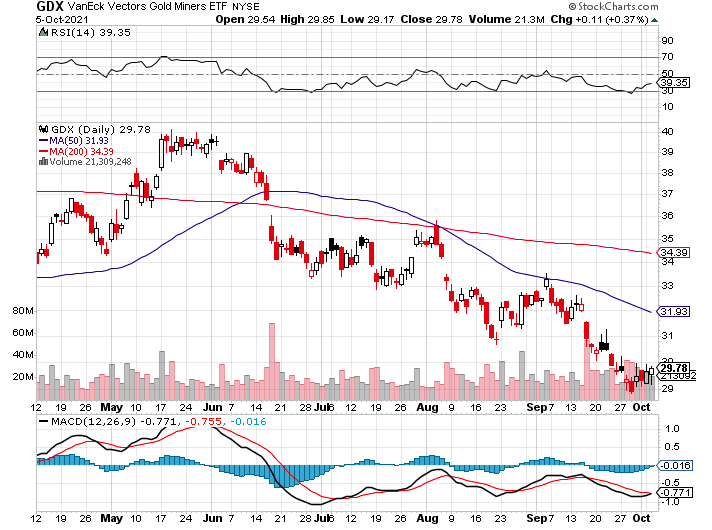 GDX VanEck Vectors Gold Miners ETF NYSE © StockCharts.com
5-Oct-2021 Open 29.54 High 29.85 Low 29.17 Close 29.78 Volume 21.3M Chg +0.11 (+0.37%)
RSI(14) 39.35
90
70
50
39.35
30
10
GDX (Daily) 29.78
MA(50) 31.93
MA(200) 34.39
Volume 21,309,248
40
39
38
37
36
35
34.39
34
33
31.93
31
30
29.78
21309248
29
80M
60M
40M
20M
12 19 26 May 10 17 24 Jun 7 14 21 28 Jul 6 12 19 26 Aug 9 16 23 Sep 7 13 20 27 Oct
MACD(12,26,9) -0.771, -0.755, -0.016
1.0
0.5
-0.016
-0.5
-0.771
-1.0
12 19 26 May 10 17 24 Jun 7 14 21 28 Jul 6 12 19 26 Aug 9 16 23 Sep 7 13 20 27 Oct